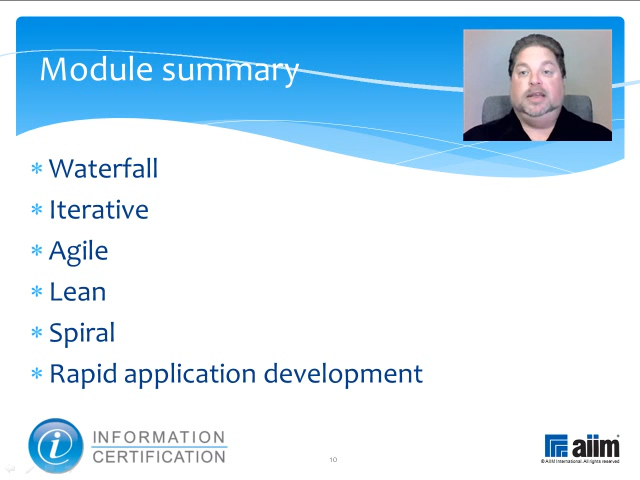 Module summary
* Waterfall
* Iterative
* Agile
* Lean
* Spiral
* Rapid application development
i INFORMATION
CERTIFICATION
10
aiim®
© AIIM International. All rights reserved